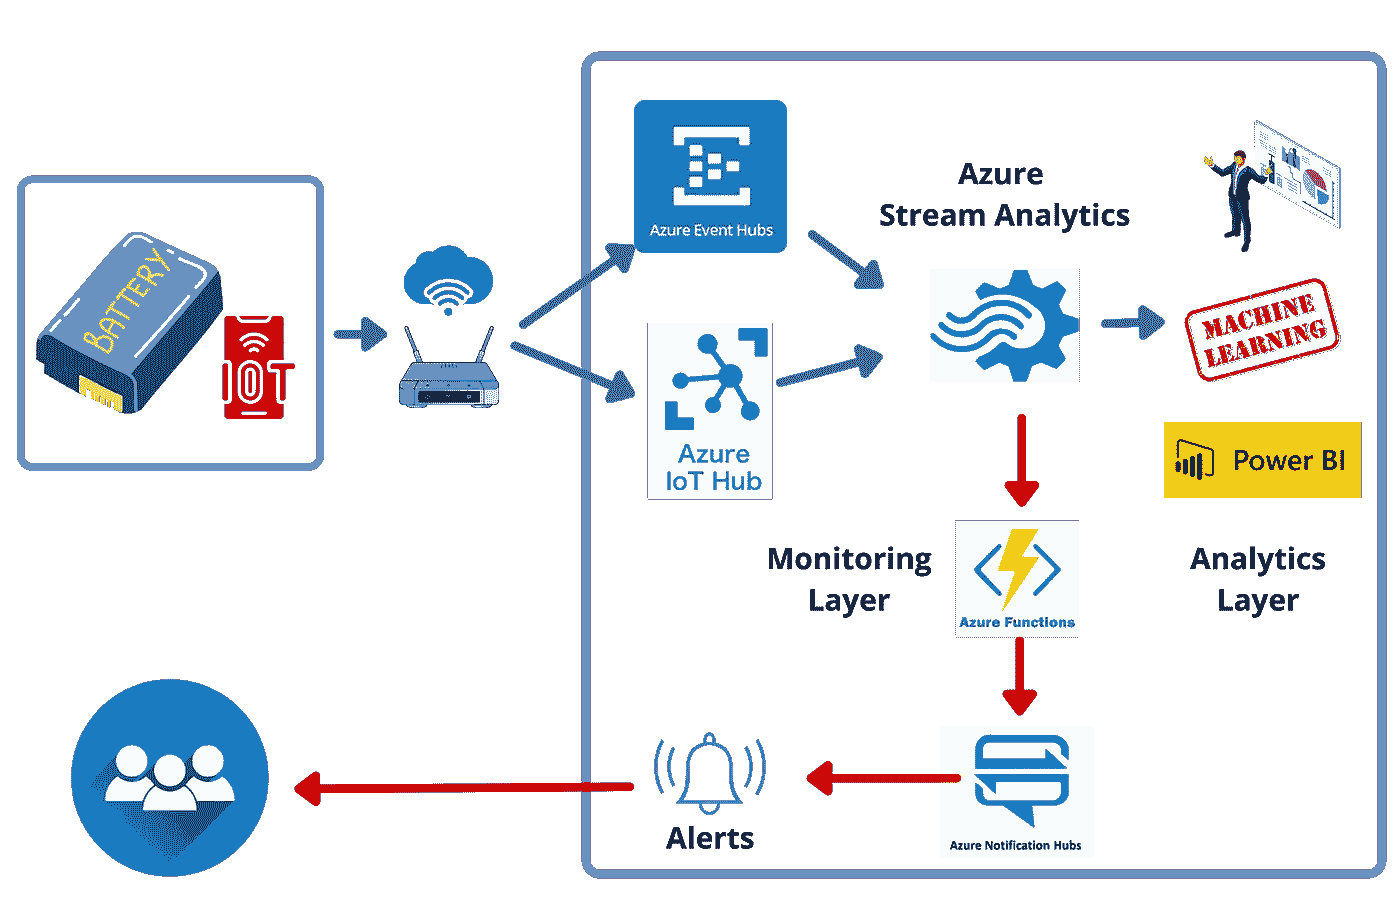 BATTERY
IOT
Azure Event Hubs
Azure
IoT Hub
Azure
Stream Analytics
MACHINE
LEARNING
Power BI
Monitoring
Layer
Azure Functions
Analytics
Layer
Azure Notification Hubs
Alerts